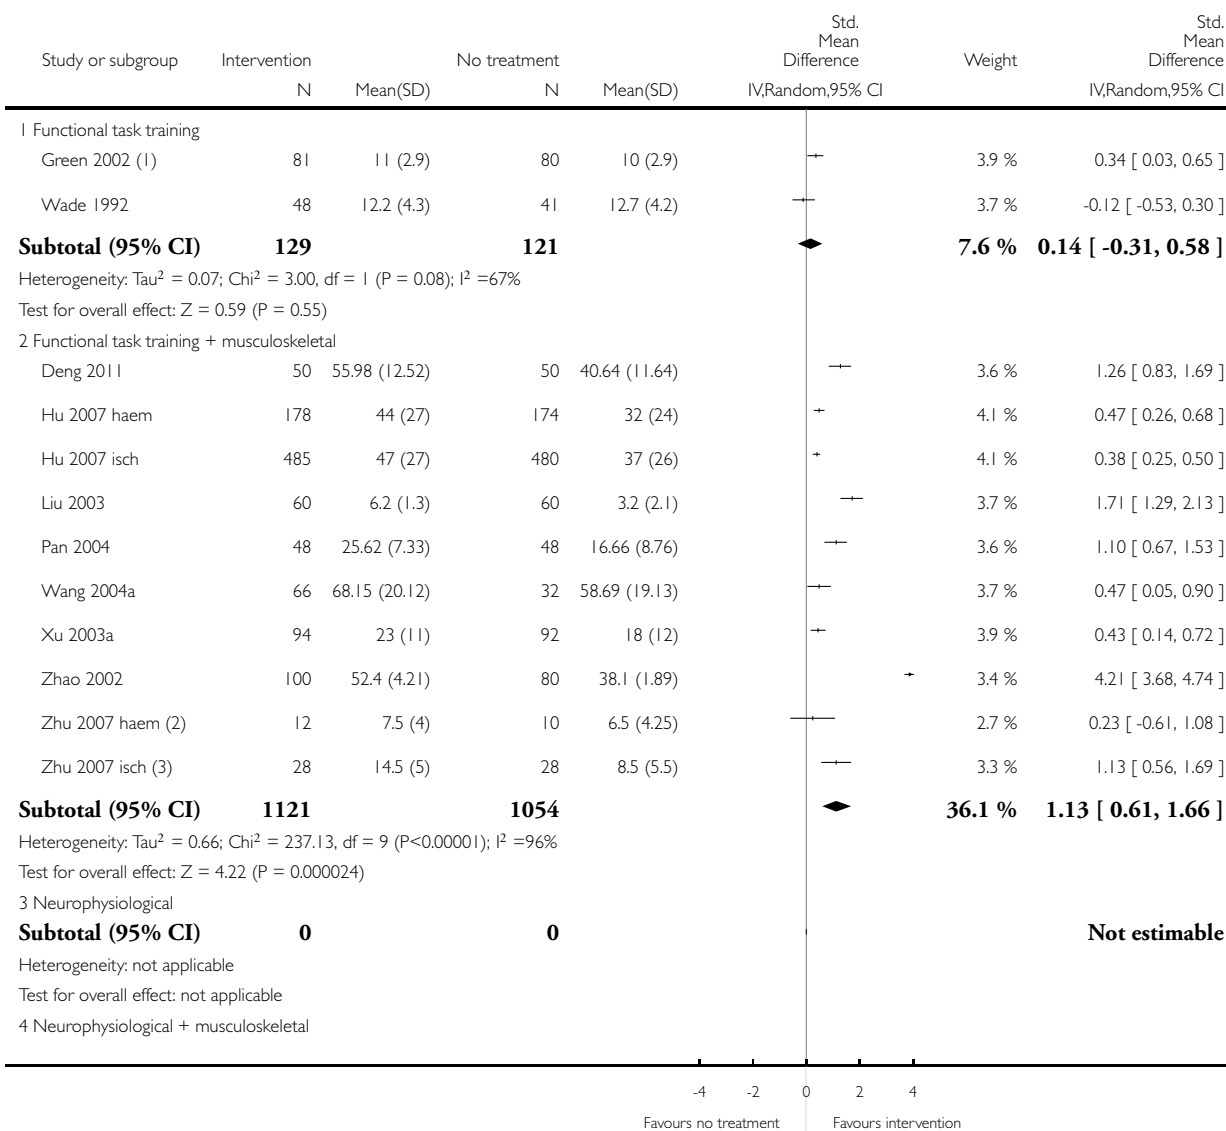 Study or subgroup Intervention No treatment Std. Mean Difference Weight Std. Mean Difference
N Mean(SD) N Mean(SD) IV,Random,95% CI IV,Random,95% CI
1 Functional task training
Green 2002 (1) 81 11 (2.9) 80 10 (2.9) 3.9 % 0.34 [ 0.03, 0.65 ]
Wade 1992 48 12.2 (4.3) 41 12.7 (4.2) 3.7 % -0.12 [ -0.53, 0.30 ]
Subtotal (95% CI) 129 121 7.6 % 0.14 [ -0.31, 0.58 ]
Heterogeneity: Tau² = 0.07; Chi² = 3.00, df = 1 (P = 0.08); I² =67%
Test for overall effect: Z = 0.59 (P = 0.55)
2 Functional task training + musculoskeletal
Deng 2011 50 55.98 (12.52) 50 40.64 (11.64) 3.6 % 1.26 [ 0.83, 1.69 ]
Hu 2007 haem 178 44 (27) 174 32 (24) 4.1 % 0.47 [ 0.26, 0.68 ]
Hu 2007 isch 485 47 (27) 480 37 (26) 4.1 % 0.38 [ 0.25, 0.50 ]
Liu 2003 60 6.2 (1.3) 60 3.2 (2.1) 3.7 % 1.71 [ 1.29, 2.13 ]
Pan 2004 48 25.62 (7.33) 48 16.66 (8.76) 3.6 % 1.10 [ 0.67, 1.53 ]
Wang 2004a 66 68.15 (20.12) 32 58.69 (19.13) 3.7 % 0.47 [ 0.05, 0.90 ]
Xu 2003a 94 23 (11) 92 18 (12) 3.9 % 0.43 [ 0.14, 0.72 ]
Zhao 2002 100 52.4 (4.21) 80 38.1 (1.89) 3.4 % 4.21 [ 3.68, 4.74 ]
Zhu 2007 haem (2) 12 7.5 (4) 10 6.5 (4.25) 2.7 % 0.23 [ -0.61, 1.08 ]
Zhu 2007 isch (3) 28 14.5 (5) 28 8.5 (5.5) 3.3 % 1.13 [ 0.56, 1.69 ]
Subtotal (95% CI) 1121 1054 36.1 % 1.13 [ 0.61, 1.66 ]
Heterogeneity: Tau² = 0.66; Chi² = 237.13, df = 9 (P<0.00001); I² =96%
Test for overall effect: Z = 4.22 (P = 0.000024)
3 Neurophysiological
Subtotal (95% CI) 0 0 Not estimable
Heterogeneity: not applicable
Test for overall effect: not applicable
4 Neurophysiological + musculoskeletal
-4 -2 0 2 4
Favours no treatment Favours intervention